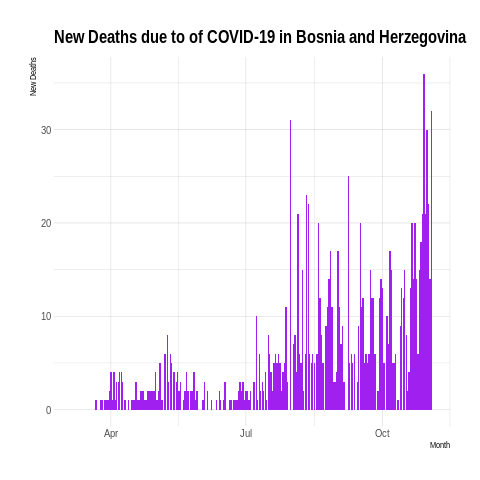 New Deaths due to of COVID-19 in Bosnia and Herzegovina
New Deaths
30
20
10
0
Apr
Jul
Oct
Month